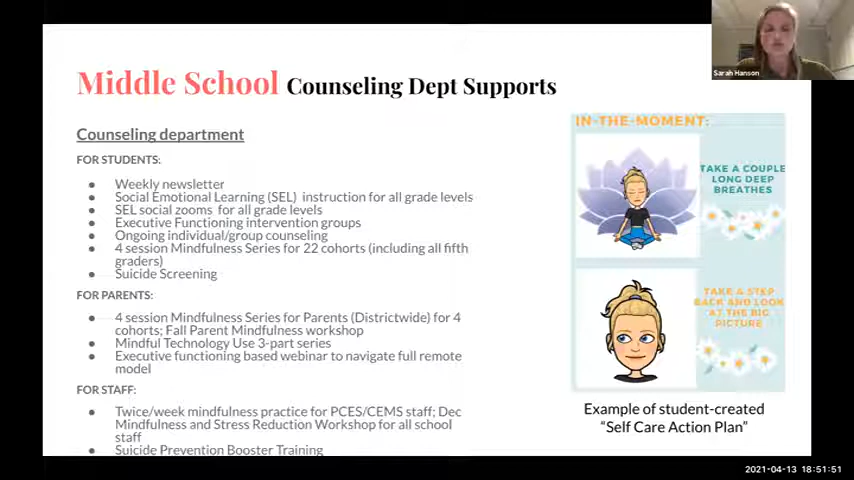 Sarah Hanson
Middle School Counseling Dept Supports
Counseling department
FOR STUDENTS:
● Weekly newsletter
● Social Emotional Learning (SEL) instruction for all grade levels
● SEL social zooms for all grade levels
● Executive Functioning intervention groups
● Ongoing individual/group counseling
● 4 session Mindfulness Series for 22 cohorts (including all fifth
graders)
● Suicide Screening
FOR PARENTS:
● 4 session Mindfulness Series for Parents (Districtwide) for 4
cohorts; Fall Parent Mindfulness workshop
● Mindful Technology Use 3-part series
● Executive functioning based webinar to navigate full remote
model
FOR STAFF:
● Twice/week mindfulness practice for PCES/CEMS staff; Dec
Mindfulness and Stress Reduction Workshop for all school
staff
● Suicide Prevention Booster Training
IN-THE-MOMENT:
TAKE A COUPLE
LONG DEEP
BREATHES
TAKE A STEP
BACK AND LOOK
AT THE BIG
PICTURE
Example of student-created
“Self Care Action Plan”
2021-04-13 18:51:51